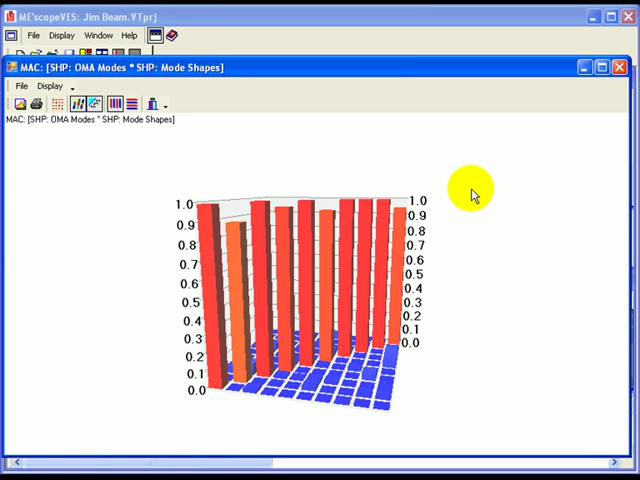 ME'scopeVES: Jim Beam.VTprj
File Display Window Help
MAC: [SHP: OMA Modes * SHP: Mode Shapes]
File Display
MAC: [SHP: OMA Modes * SHP: Mode Shapes]
1.0 1.0
0.9 0.9
0.8 0.8
0.7 0.7
0.6 0.6
0.5 0.5
0.4 0.4
0.3 0.3
0.2 0.2
0.1 0.1
0.0 0.0